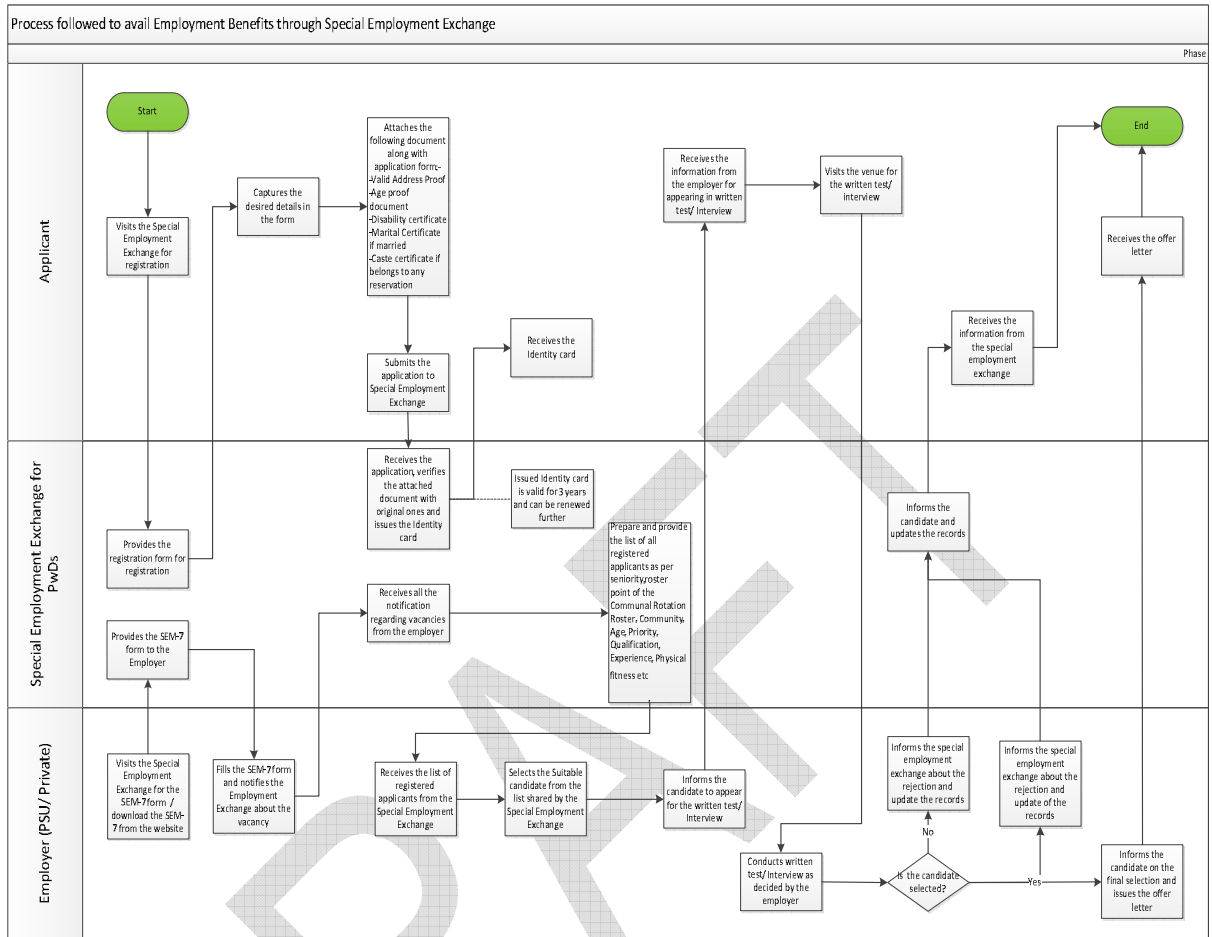 Process followed to avail Employment Benefits through Special Employment Exchange
Phase
Applicant
Start
Visits the Special
Employment
Exchange for
registration
Captures the
desired details in
the form
Attaches the
following document
along with
application form:-
-Valid Address Proof
-Age proof
document
-Disability certificate
-Marital Certificate
if married
-Caste certificate if
belongs to any
reservation
Submits the
application to
Special Employment
Exchange
Receives the
Identity card
Receives the
information from
the employer for
appearing in written
test/ Interview
Visits the venue for
the written test/
interview
Receives the
information from
the special
employment
exchange
End
Receives the offer
letter
Special Employment Exchange for
PwDs
Provides the
registration form for
registration
Provides the SEM-7
form to the
Employer
Receives the
application, verifies
the attached
document with
original ones and
issues the Identity
card
Issued Identity card
is valid for 3 years
and can be renewed
further
Receives all the
notification
regarding vacancies
from the employer
Prepare and provide
the list of all
registered
applicants as per
seniority,roster
point of the
Communal Rotation
Roster, Community,
Age, Priority,
Qualification,
Experience, Physical
fitness etc
Informs the
candidate and
updates the records
Employer (PSU/ Private)
Visits the Special
Employment
Exchange for the
SEM-7 form /
download the SEM-
7 from the website
Fills the SEM-7 form
and notifies the
Employment
Exchange about the
vacancy
Receives the list of
registered
applicants from the
Special Employment
Exchange
Selects the Suitable
candidate from the
list shared by the
Special Employment
Exchange
Informs the
candidate to appear
for the written test/
Interview
Conducts written
test/ Interview as
decided by the
employer
Is the candidate
selected?
No
Yes
Informs the special
employment
exchange about the
rejection and
update the records
Informs the special
employment
exchange about the
rejection and
update of the
records
Informs the
candidate on the
final selection and
issues the offer
letter
DRAFT